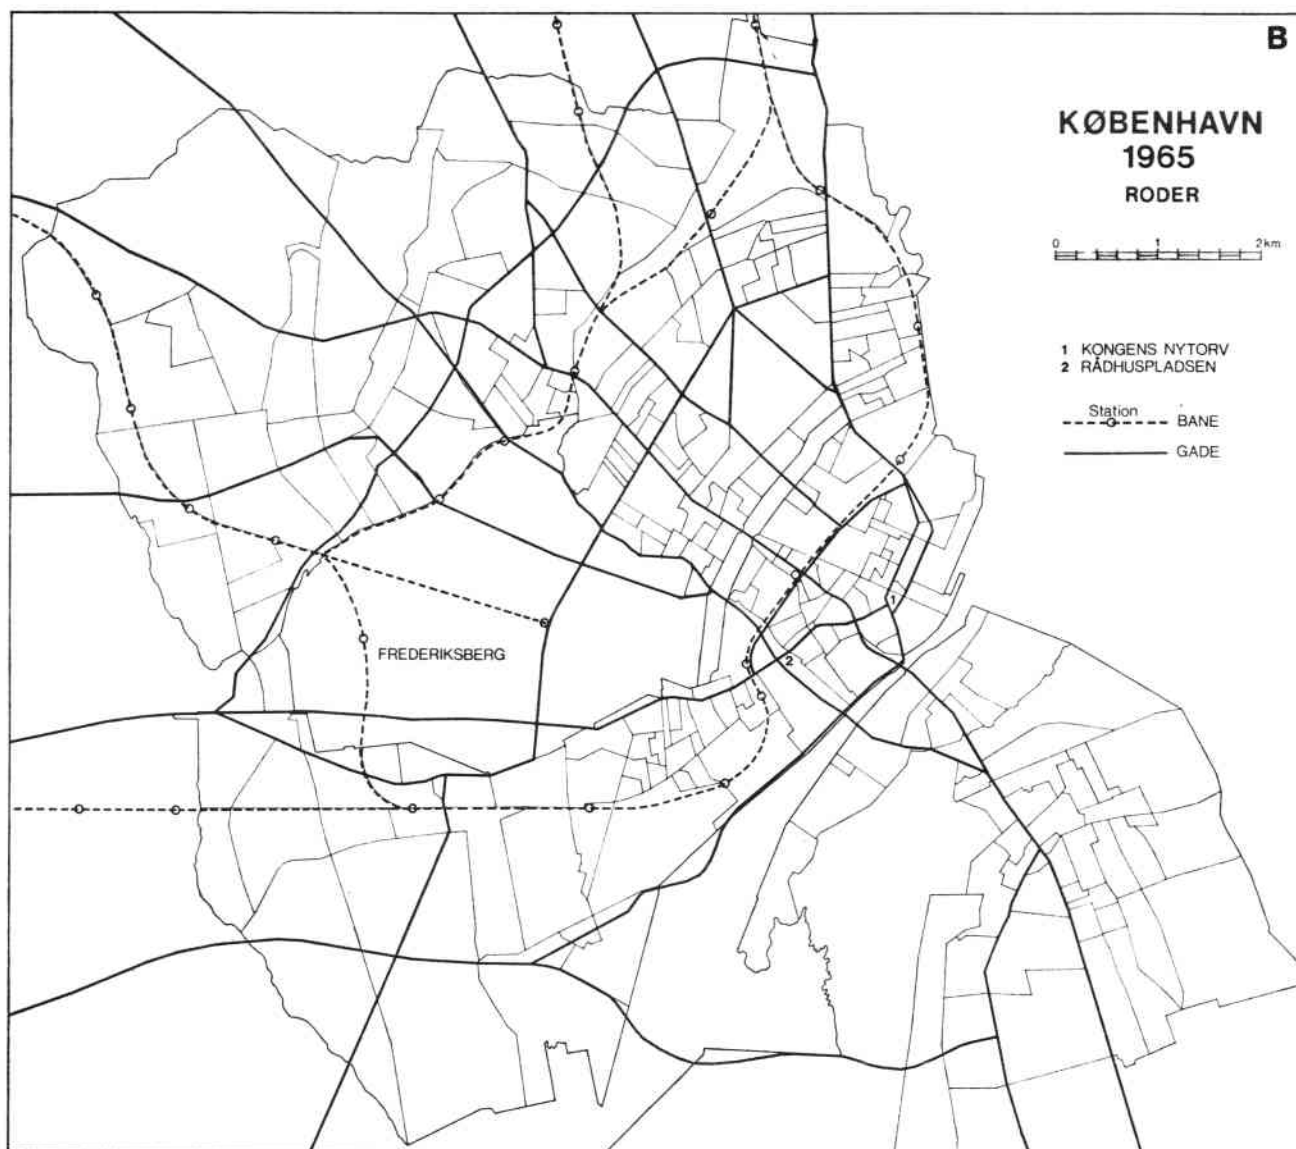 B
KØBENHAVN
1965
RODER
0 1 2 km
1 KONGENS NYTORV
2 RÅDHUSPLADSEN
Station
BANE
GADE
1
2
FREDERIKSBERG